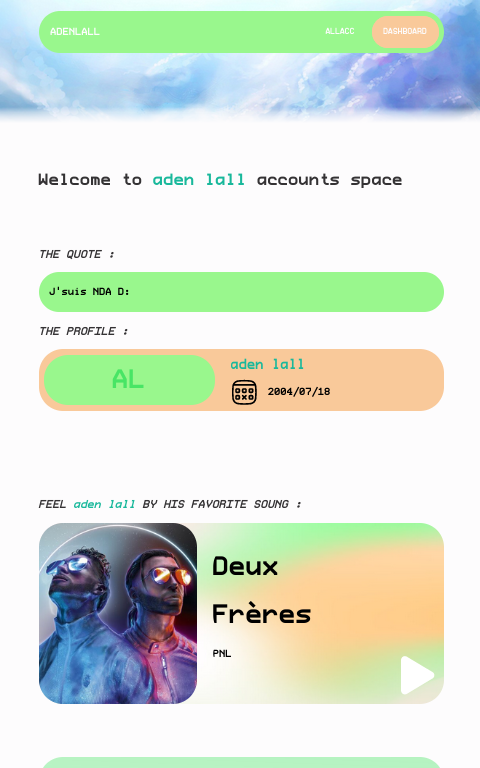 ADENLALL
ALLACC
DASHBOARD
Welcome to aden lall accounts space
THE QUOTE :
J'suis NDA D:
THE PROFILE :
AL
aden lall
2004/07/18
FEEL aden lall BY HIS FAVORITE SOUNG :
Deux
Frères
PNL